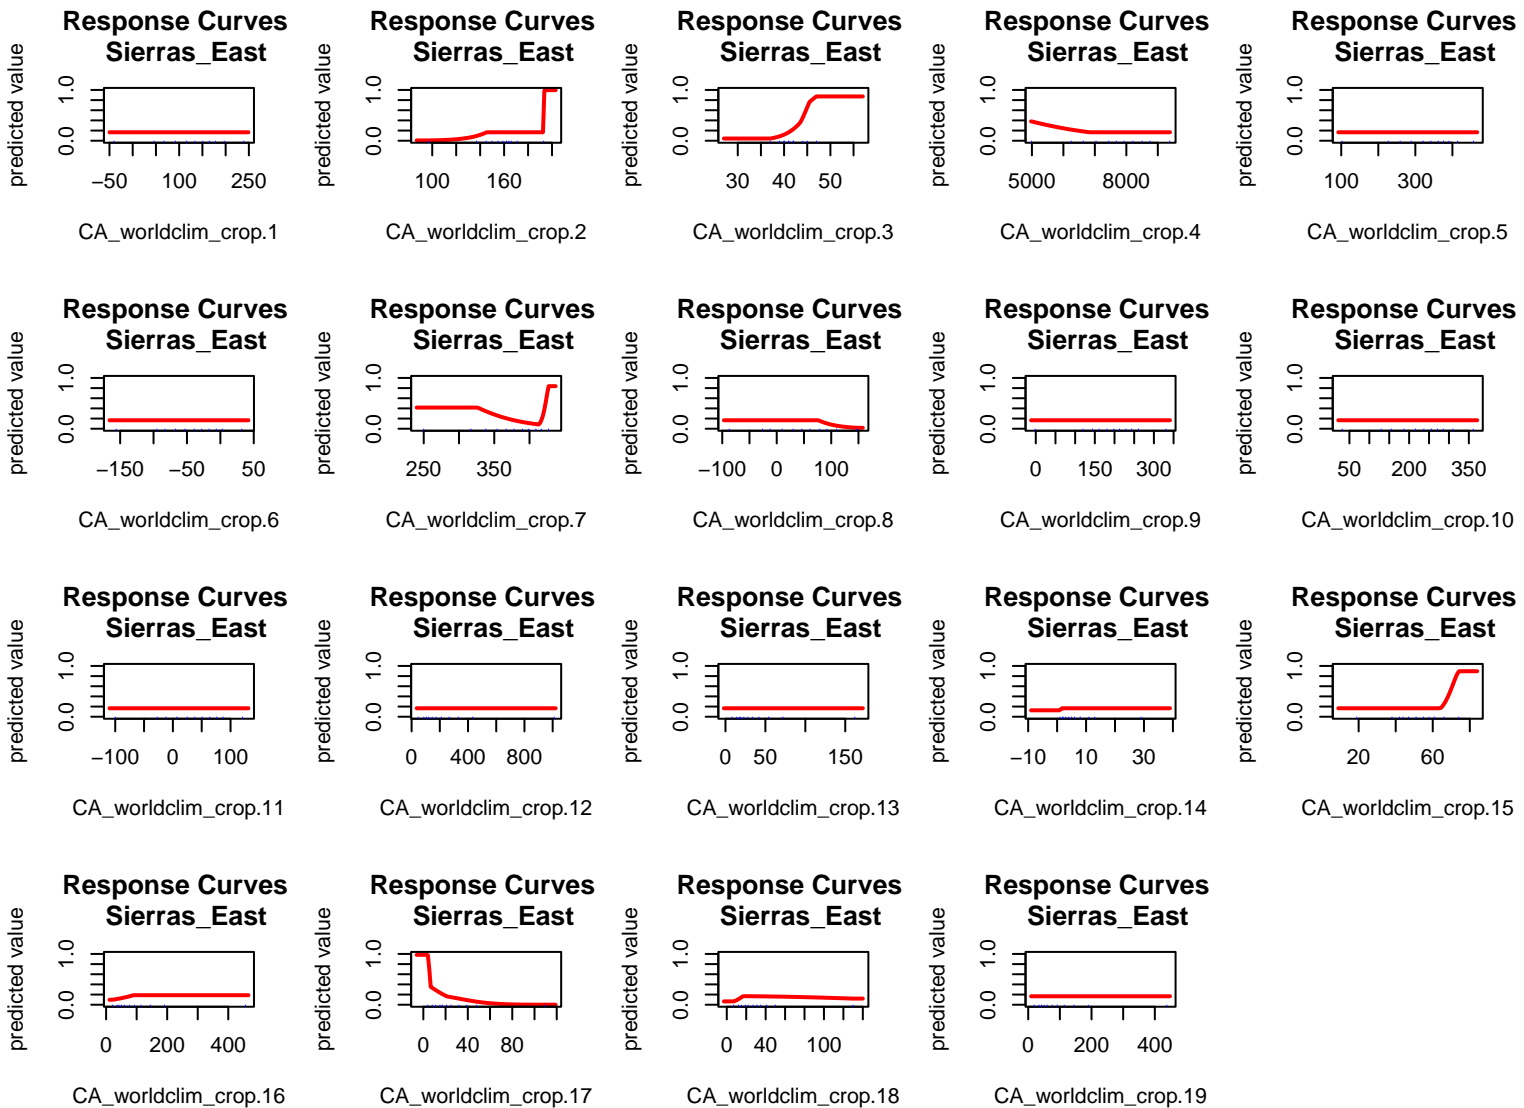 Response Curves
Sierras_East
predicted value
0.0 1.0
−50 100 250
CA_worldclim_crop.1
Response Curves
Sierras_East
predicted value
0.0 1.0
100 160
CA_worldclim_crop.2
Response Curves
Sierras_East
predicted value
0.0 1.0
30 40 50
CA_worldclim_crop.3
Response Curves
Sierras_East
predicted value
0.0 1.0
5000 8000
CA_worldclim_crop.4
Response Curves
Sierras_East
predicted value
0.0 1.0
100 300
CA_worldclim_crop.5
Response Curves
Sierras_East
predicted value
0.0 1.0
−150 −50 50
CA_worldclim_crop.6
Response Curves
Sierras_East
predicted value
0.0 1.0
250 350
CA_worldclim_crop.7
Response Curves
Sierras_East
predicted value
0.0 1.0
−100 0 100
CA_worldclim_crop.8
Response Curves
Sierras_East
predicted value
0.0 1.0
0 150 300
CA_worldclim_crop.9
Response Curves
Sierras_East
predicted value
0.0 1.0
50 200 350
CA_worldclim_crop.10
Response Curves
Sierras_East
predicted value
0.0 1.0
−100 0 100
CA_worldclim_crop.11
Response Curves
Sierras_East
predicted value
0.0 1.0
0 400 800
CA_worldclim_crop.12
Response Curves
Sierras_East
predicted value
0.0 1.0
0 50 150
CA_worldclim_crop.13
Response Curves
Sierras_East
predicted value
0.0 1.0
−10 10 30
CA_worldclim_crop.14
Response Curves
Sierras_East
predicted value
0.0 1.0
20 60
CA_worldclim_crop.15
Response Curves
Sierras_East
predicted value
0.0 1.0
0 200 400
CA_worldclim_crop.16
Response Curves
Sierras_East
predicted value
0.0 1.0
0 40 80
CA_worldclim_crop.17
Response Curves
Sierras_East
predicted value
0.0 1.0
0 40 100
CA_worldclim_crop.18
Response Curves
Sierras_East
predicted value
0.0 1.0
0 200 400
CA_worldclim_crop.19